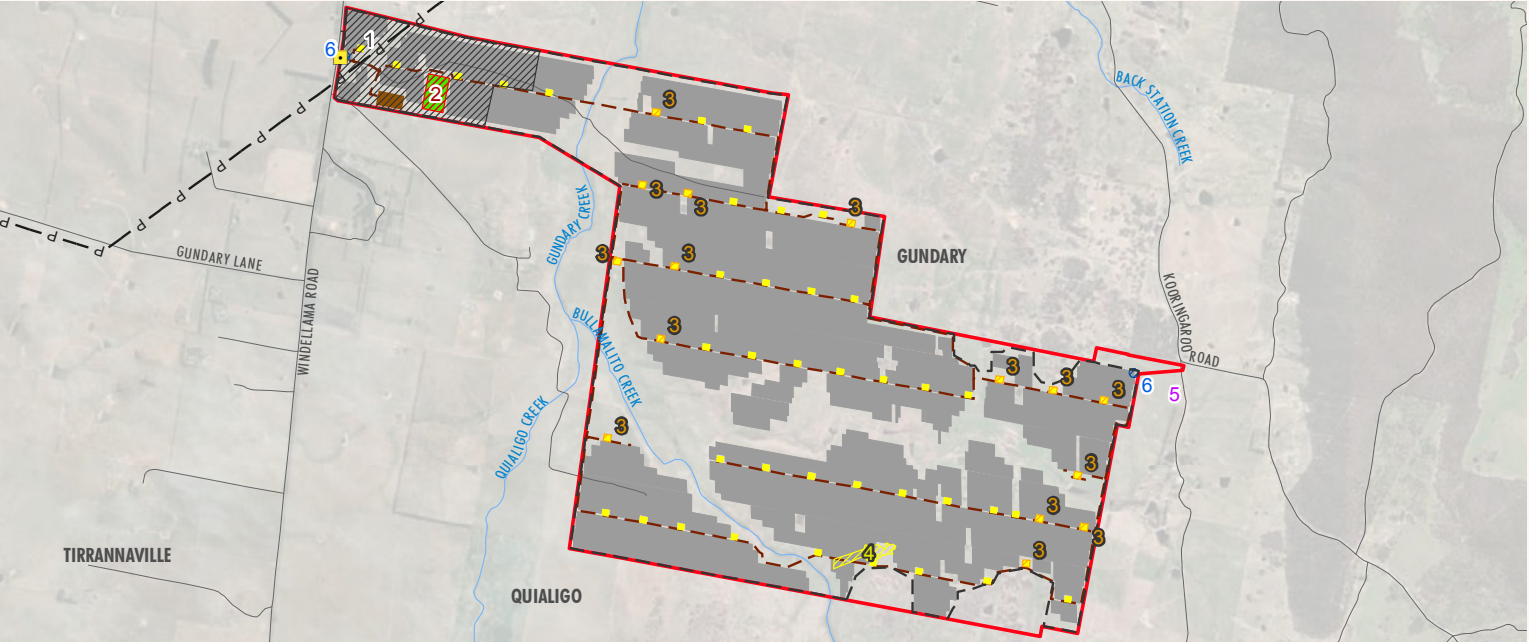 P
1
6
2
P
P
3
P
BACK STATION CREEK
P
P
3
3
3
P
P
P
GUNDARY CREEK
GUNDARY LANE
3
3
GUNDARY
WINDELLAMA ROAD
KOORINGAROO ROAD
BULLAMALITO CREEK
3
3
3
3
6
5
QUIALIGO CREEK
3
3
3
3
TIRRANNAVILLE
4
3
QUIALIGO